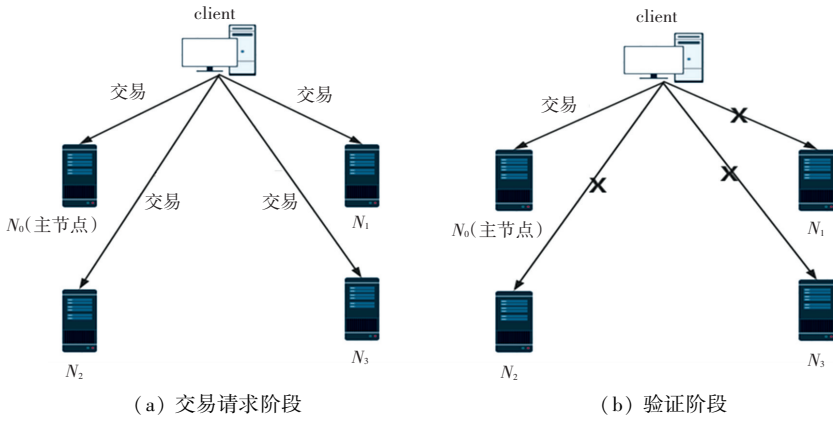 client
交易
交易
交易
交易
N₀(主节点)
N₁
N₂
N₃
(a) 交易请求阶段
client
交易
X
X
X
N₀(主节点)
N₁
N₂
N₃
(b) 验证阶段